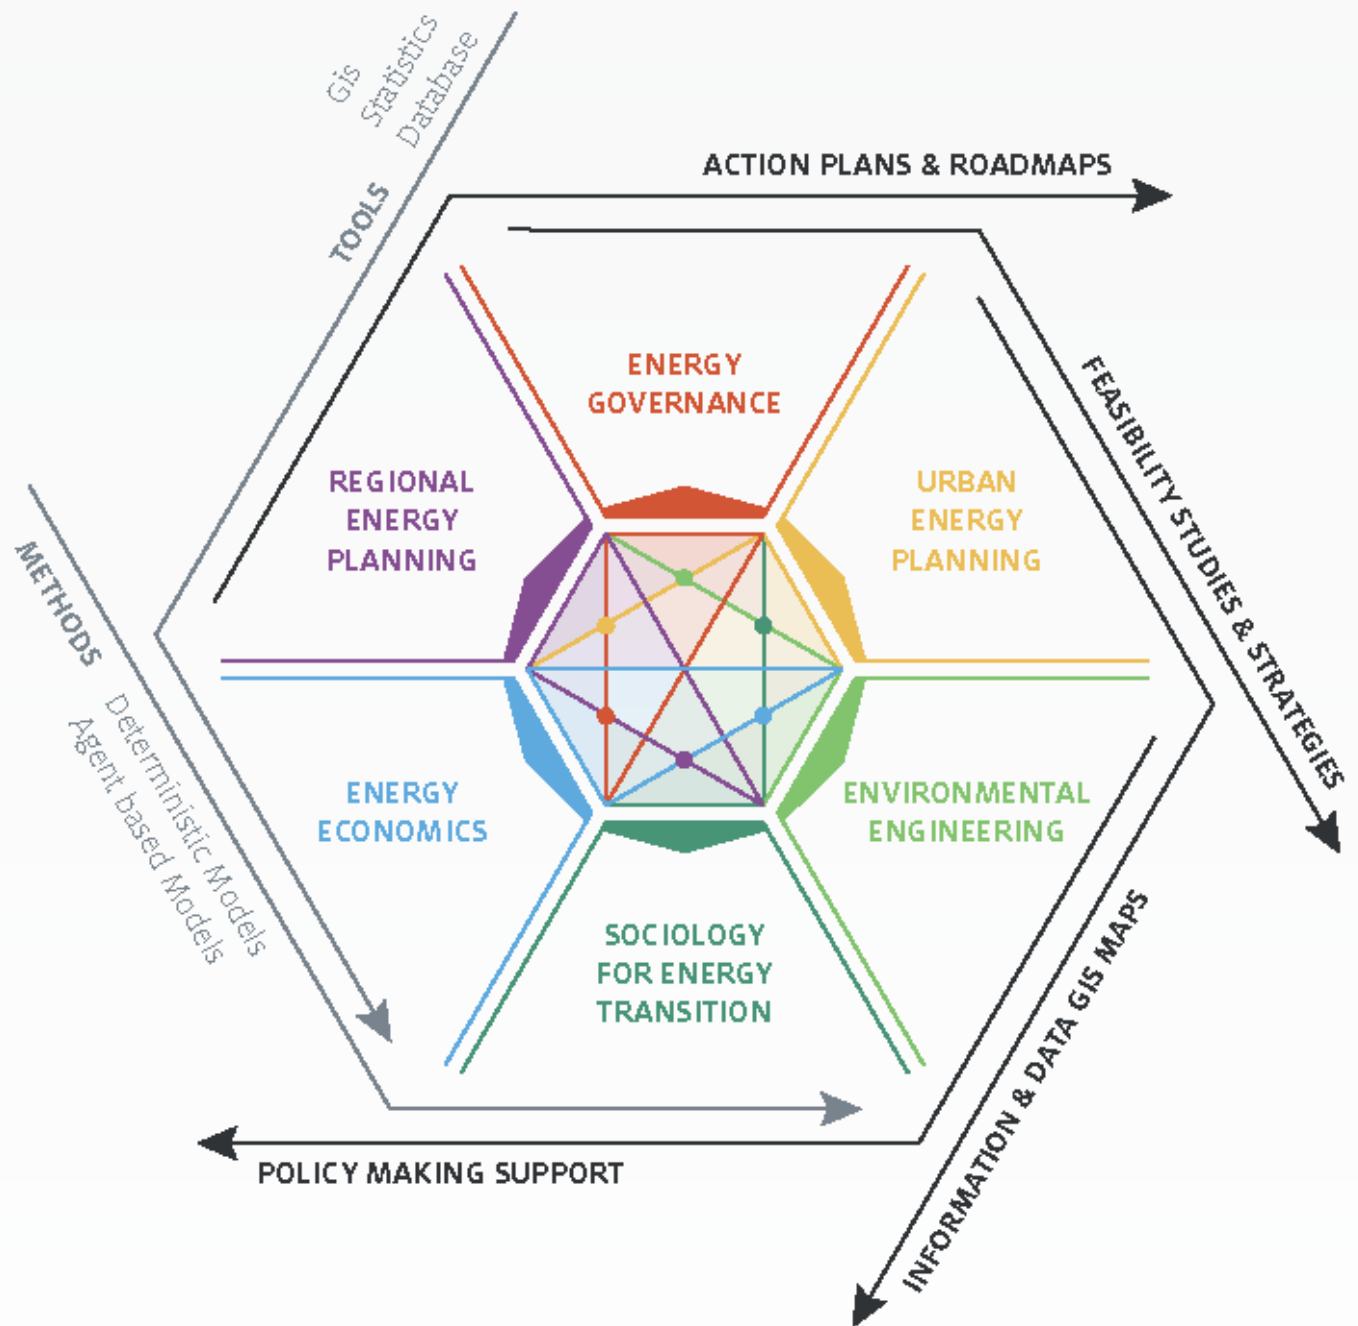 Gis
Statistics
Database
TOOLS
ACTION PLANS & ROADMAPS
ENERGY
GOVERNANCE
REGIONAL
ENERGY
PLANNING
URBAN
ENERGY
PLANNING
FEASIBILITY STUDIES & STRATEGIES
METHODS
Deterministic Models
Agent based Models
ENERGY
ECONOMICS
ENVIRONMENTAL
ENGINEERING
SOCIOLOGY
FOR ENERGY
TRANSITION
INFORMATION & DATA GIS MAPS
POLICY MAKING SUPPORT